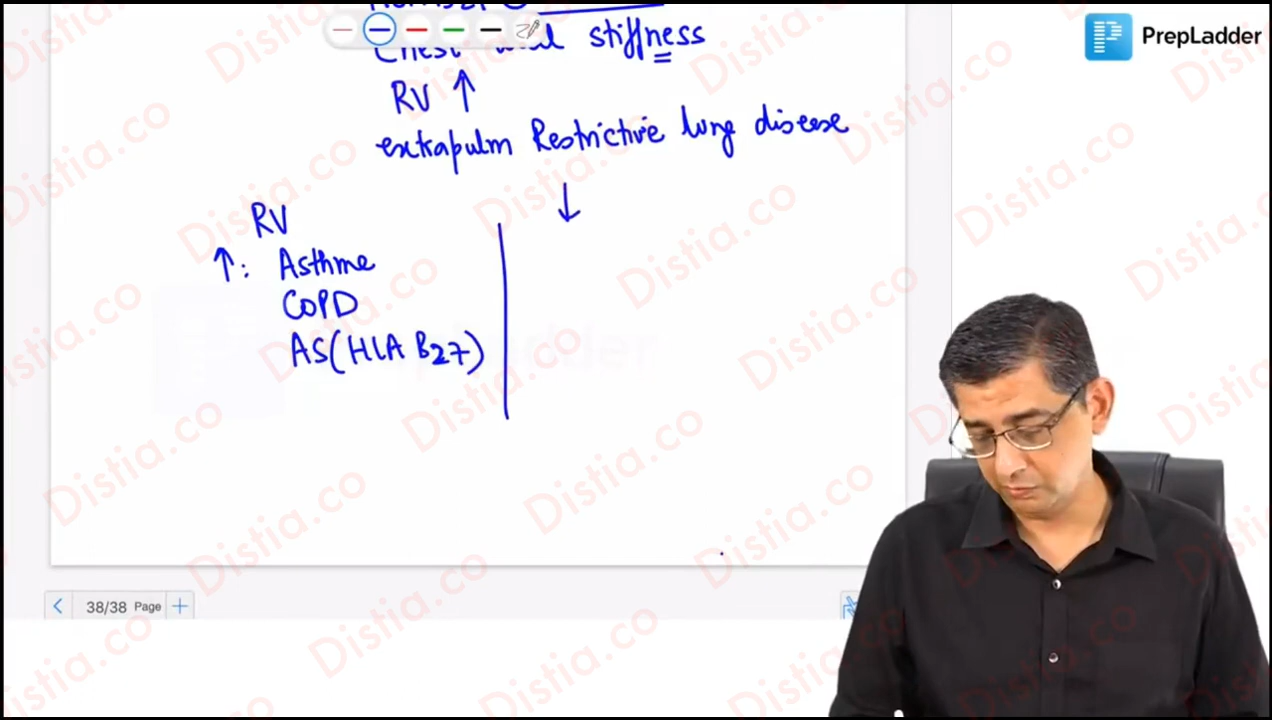 PrepLadder
Chest wall stiffness
RV ↑
extrapulm Restrictive lung disease
↓
RV
↑: Asthme
COPD
AS(HLA B27)
38/38 Page
Distia.co